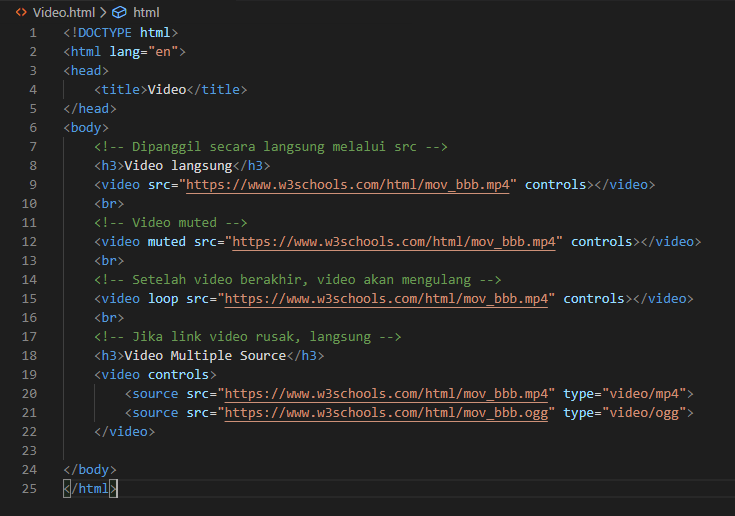 Video.html > html
1 <!DOCTYPE html>
2 <html lang="en">
3 <head>
4     <title>Video</title>
5 </head>
6 <body>
7     <!-- Dipanggil secara langsung melalui src -->
8     <h3>Video langsung</h3>
9     <video src="https://www.w3schools.com/html/mov_bbb.mp4" controls></video>
10     <br>
11     <!-- Video muted -->
12     <video muted src="https://www.w3schools.com/html/mov_bbb.mp4" controls></video>
13     <br>
14     <!-- Setelah video berakhir, video akan mengulang -->
15     <video loop src="https://www.w3schools.com/html/mov_bbb.mp4" controls></video>
16     <br>
17     <!-- Jika link video rusak, langsung -->
18     <h3>Video Multiple Source</h3>
19     <video controls>
20         <source src="https://www.w3schools.com/html/mov_bbb.mp4" type="video/mp4">
21         <source src="https://www.w3schools.com/html/mov_bbb.ogg" type="video/ogg">
22     </video>
23
24 </body>
25 </html>